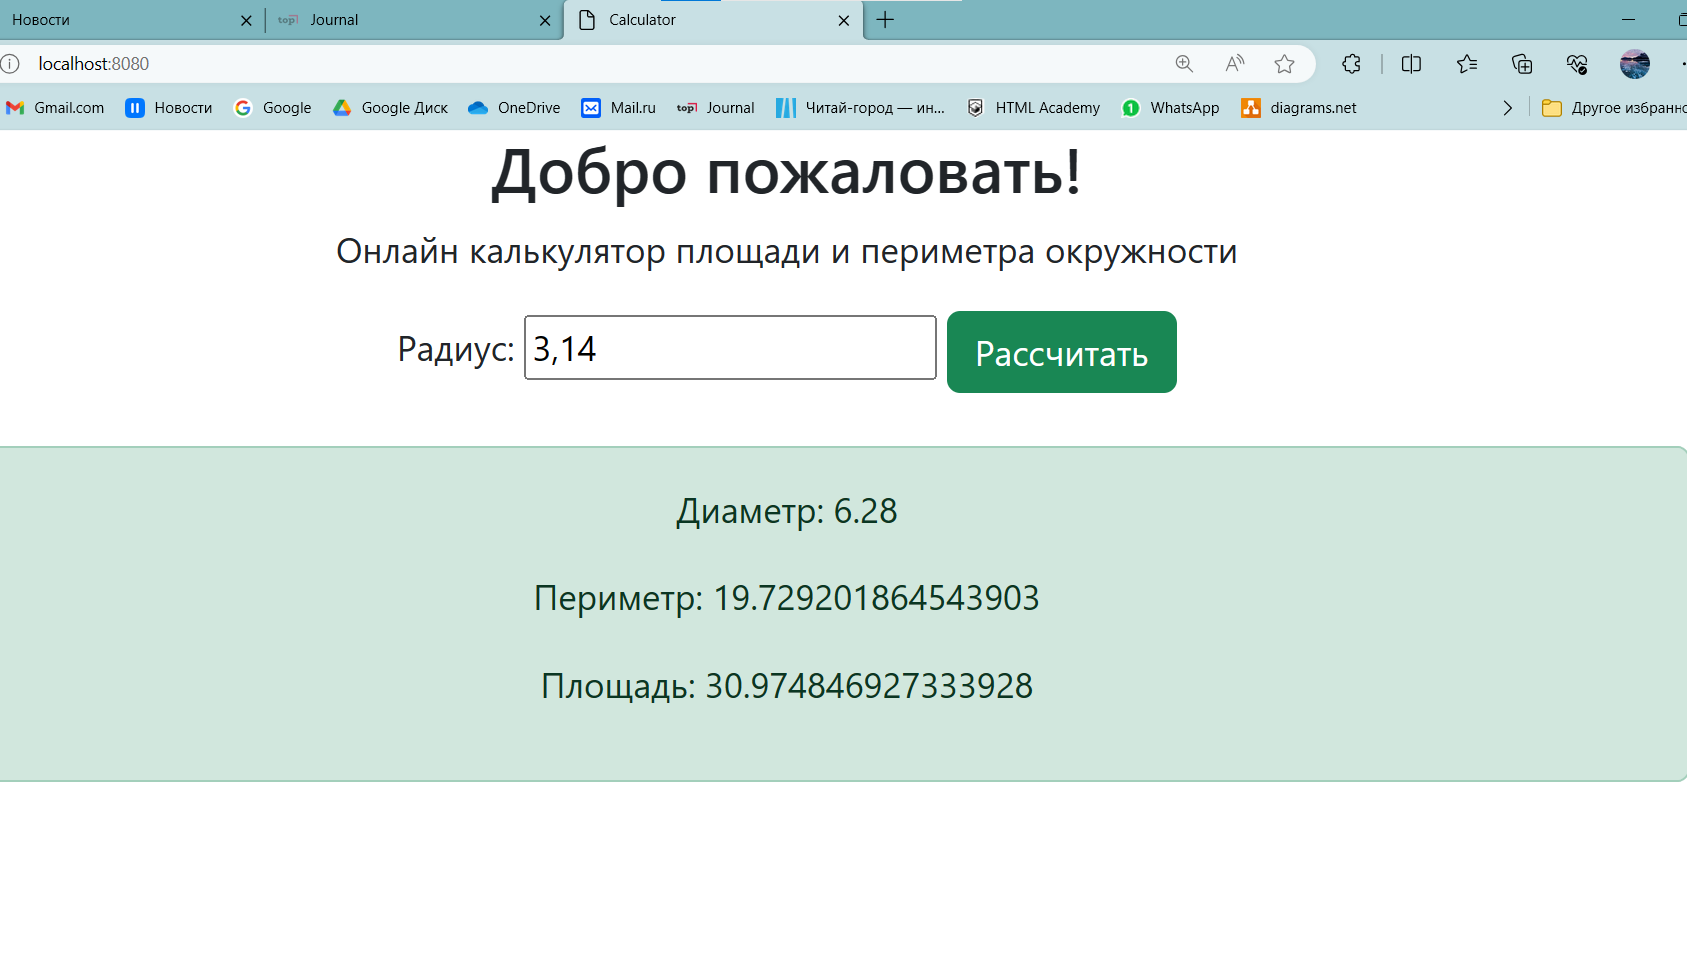 Новости
top Journal
Calculator
localhost:8080
Gmail.com
Новости
Google
Google Диск
OneDrive
Mail.ru
top Journal
Читай-город — ин...
HTML Academy
WhatsApp
diagrams.net
Другое избранно
Добро пожаловать!
Онлайн калькулятор площади и периметра окружности
Радиус: 3,14 Рассчитать
Диаметр: 6.28
Периметр: 19.729201864543903
Площадь: 30.974846927333928